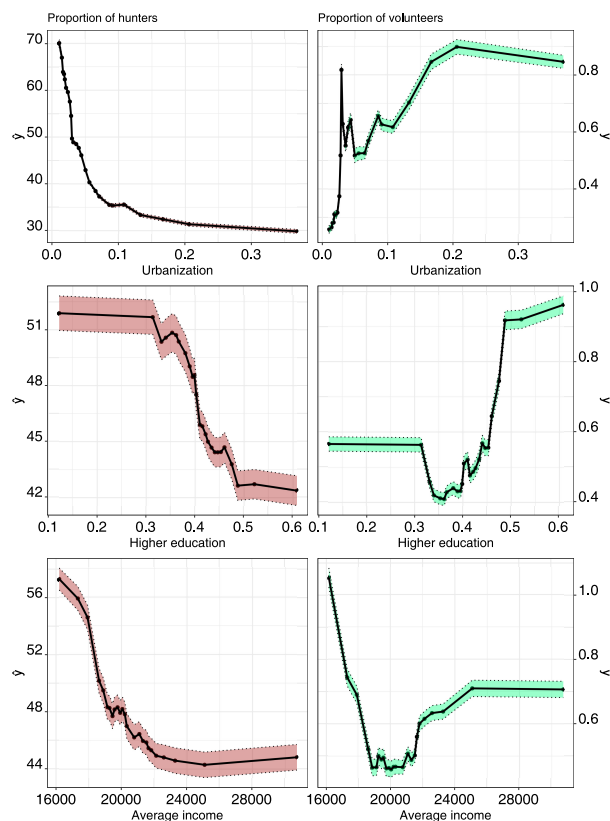 Proportion of hunters
Proportion of volunteers
70
60
50
40
30
ŷ
0.8
0.6
0.4
y
0.0 0.1 0.2 0.3
Urbanization
0.0 0.1 0.2 0.3
Urbanization
51
48
45
42
ŷ
1.0
0.8
0.6
0.4
y
0.1 0.2 0.3 0.4 0.5 0.6
Higher education
0.1 0.2 0.3 0.4 0.5 0.6
Higher education
56
52
48
44
ŷ
1.0
0.8
0.6
y
16000 20000 24000 28000
Average income
16000 20000 24000 28000
Average income